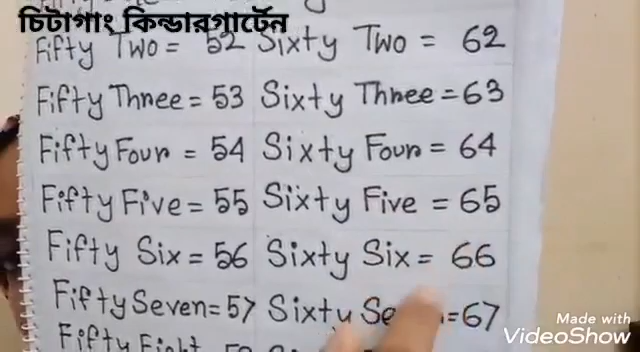 চিটাগাং কিন্ডারগার্টেন
Fifty Two = 52 Sixty Two = 62
Fifty Three = 53 Sixty Three = 63
Fifty Four = 54 Sixty Four = 64
Fifty Five = 55 Sixty Five = 65
Fifty Six = 56 Sixty Six = 66
Fifty Seven = 57 Sixty = 67
Fifty Eight
Made with
VideoShow